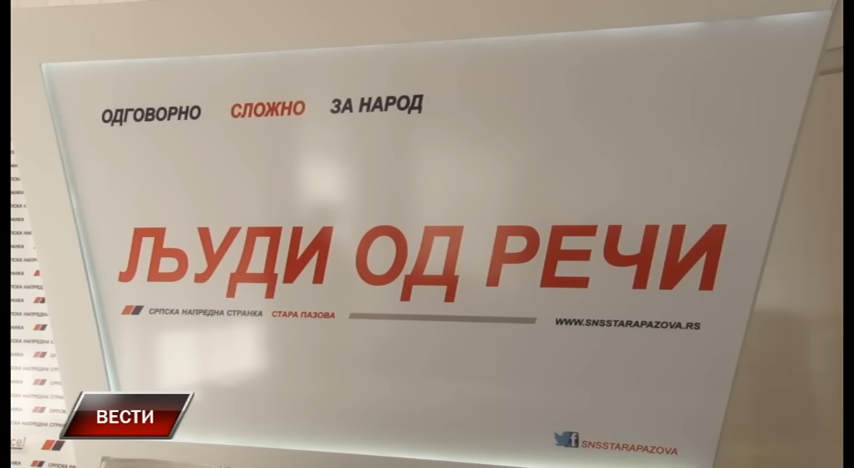 ОДГОВОРНО СЛОЖНО ЗА НАРОД
ЉУДИ ОД РЕЧИ
СРПСКА НАПРЕДНА СТРАНКА СТАРА ПАЗОВА
WWW.SNSSTARAPAZOVA.RS
ВЕСТИ
SNSSTARAPAZOVA